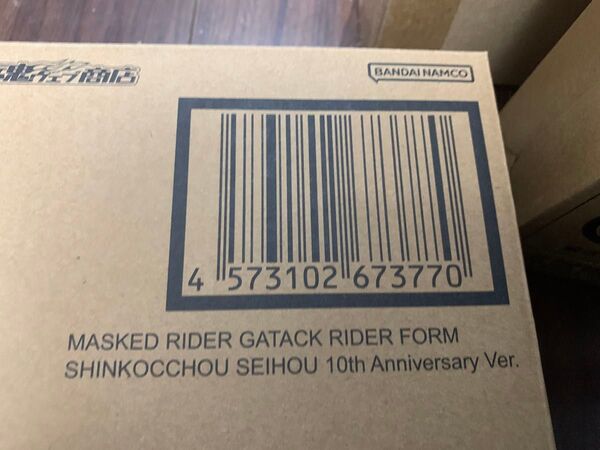 魂ウェブ商店
BANDAI NAMCO
4 573102 673770
MASKED RIDER GATACK RIDER FORM
SHINKOCCHOU SEIHOU 10th Anniversary Ver.